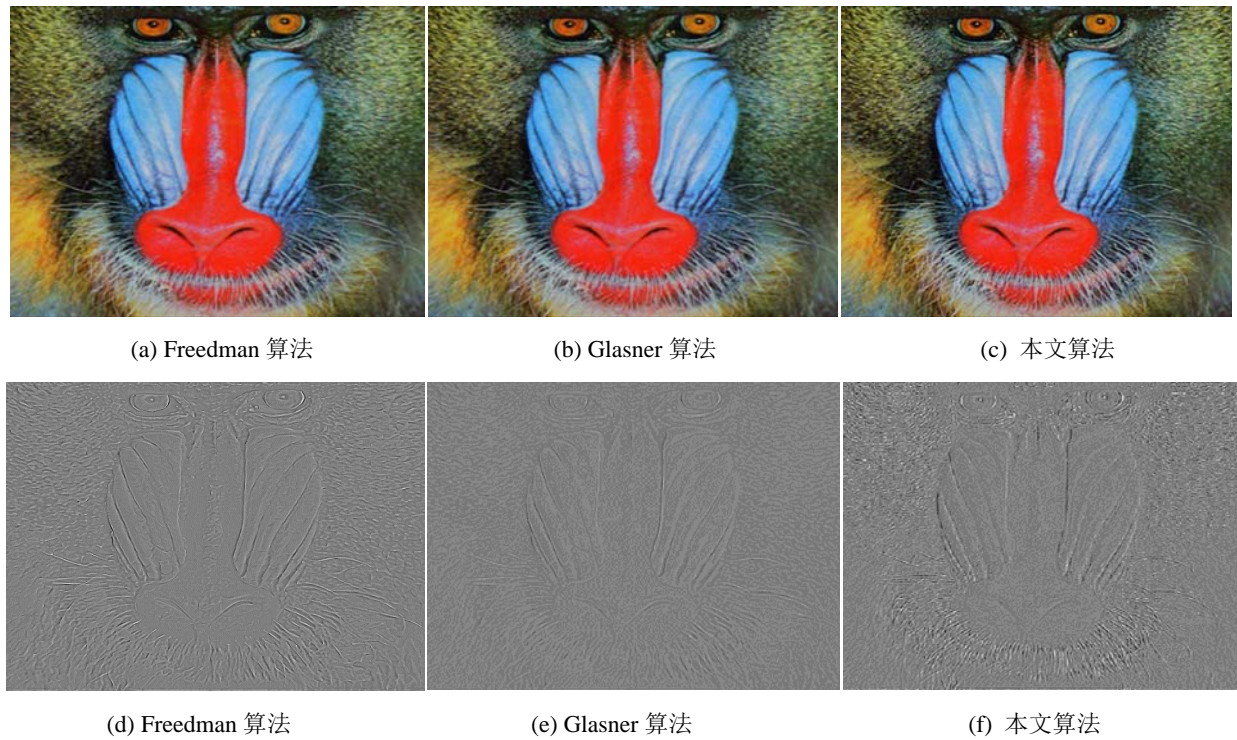 (a) Freedman 算法
(b) Glasner 算法
(c) 本文算法
(d) Freedman 算法
(e) Glasner 算法
(f) 本文算法